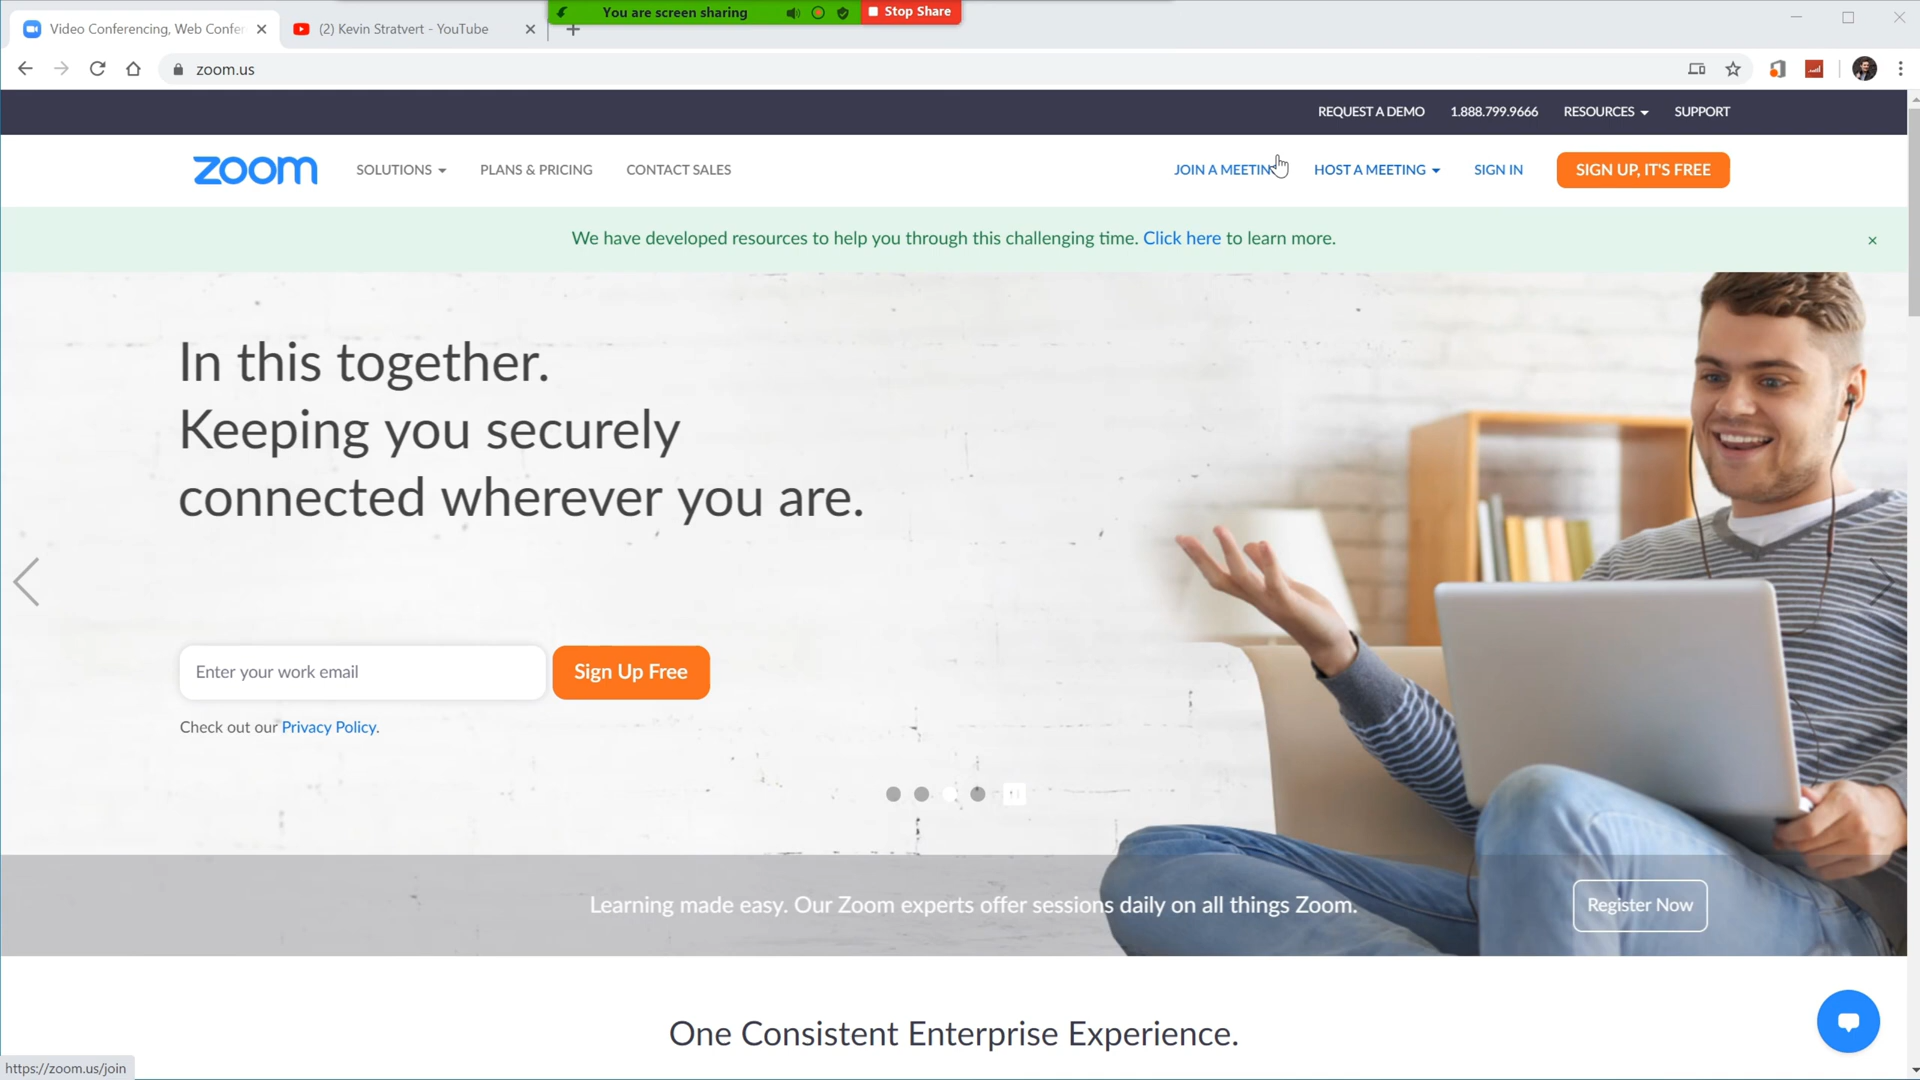 You are screen sharing
Stop Share
Video Conferencing, Web Confer
(2) Kevin Stratvert - YouTube
zoom.us
REQUEST A DEMO
1.888.799.9666
RESOURCES
SUPPORT
zoom
SOLUTIONS
PLANS & PRICING
CONTACT SALES
JOIN A MEETIN
HOST A MEETING
SIGN IN
SIGN UP, IT'S FREE
We have developed resources to help you through this challenging time. Click here to learn more.
In this together.
Keeping you securely
connected wherever you are.
Enter your work email
Sign Up Free
Check out our Privacy Policy.
Learning made easy. Our Zoom experts offer sessions daily on all things Zoom.
Register Now
One Consistent Enterprise Experience.
https://zoom.us/join